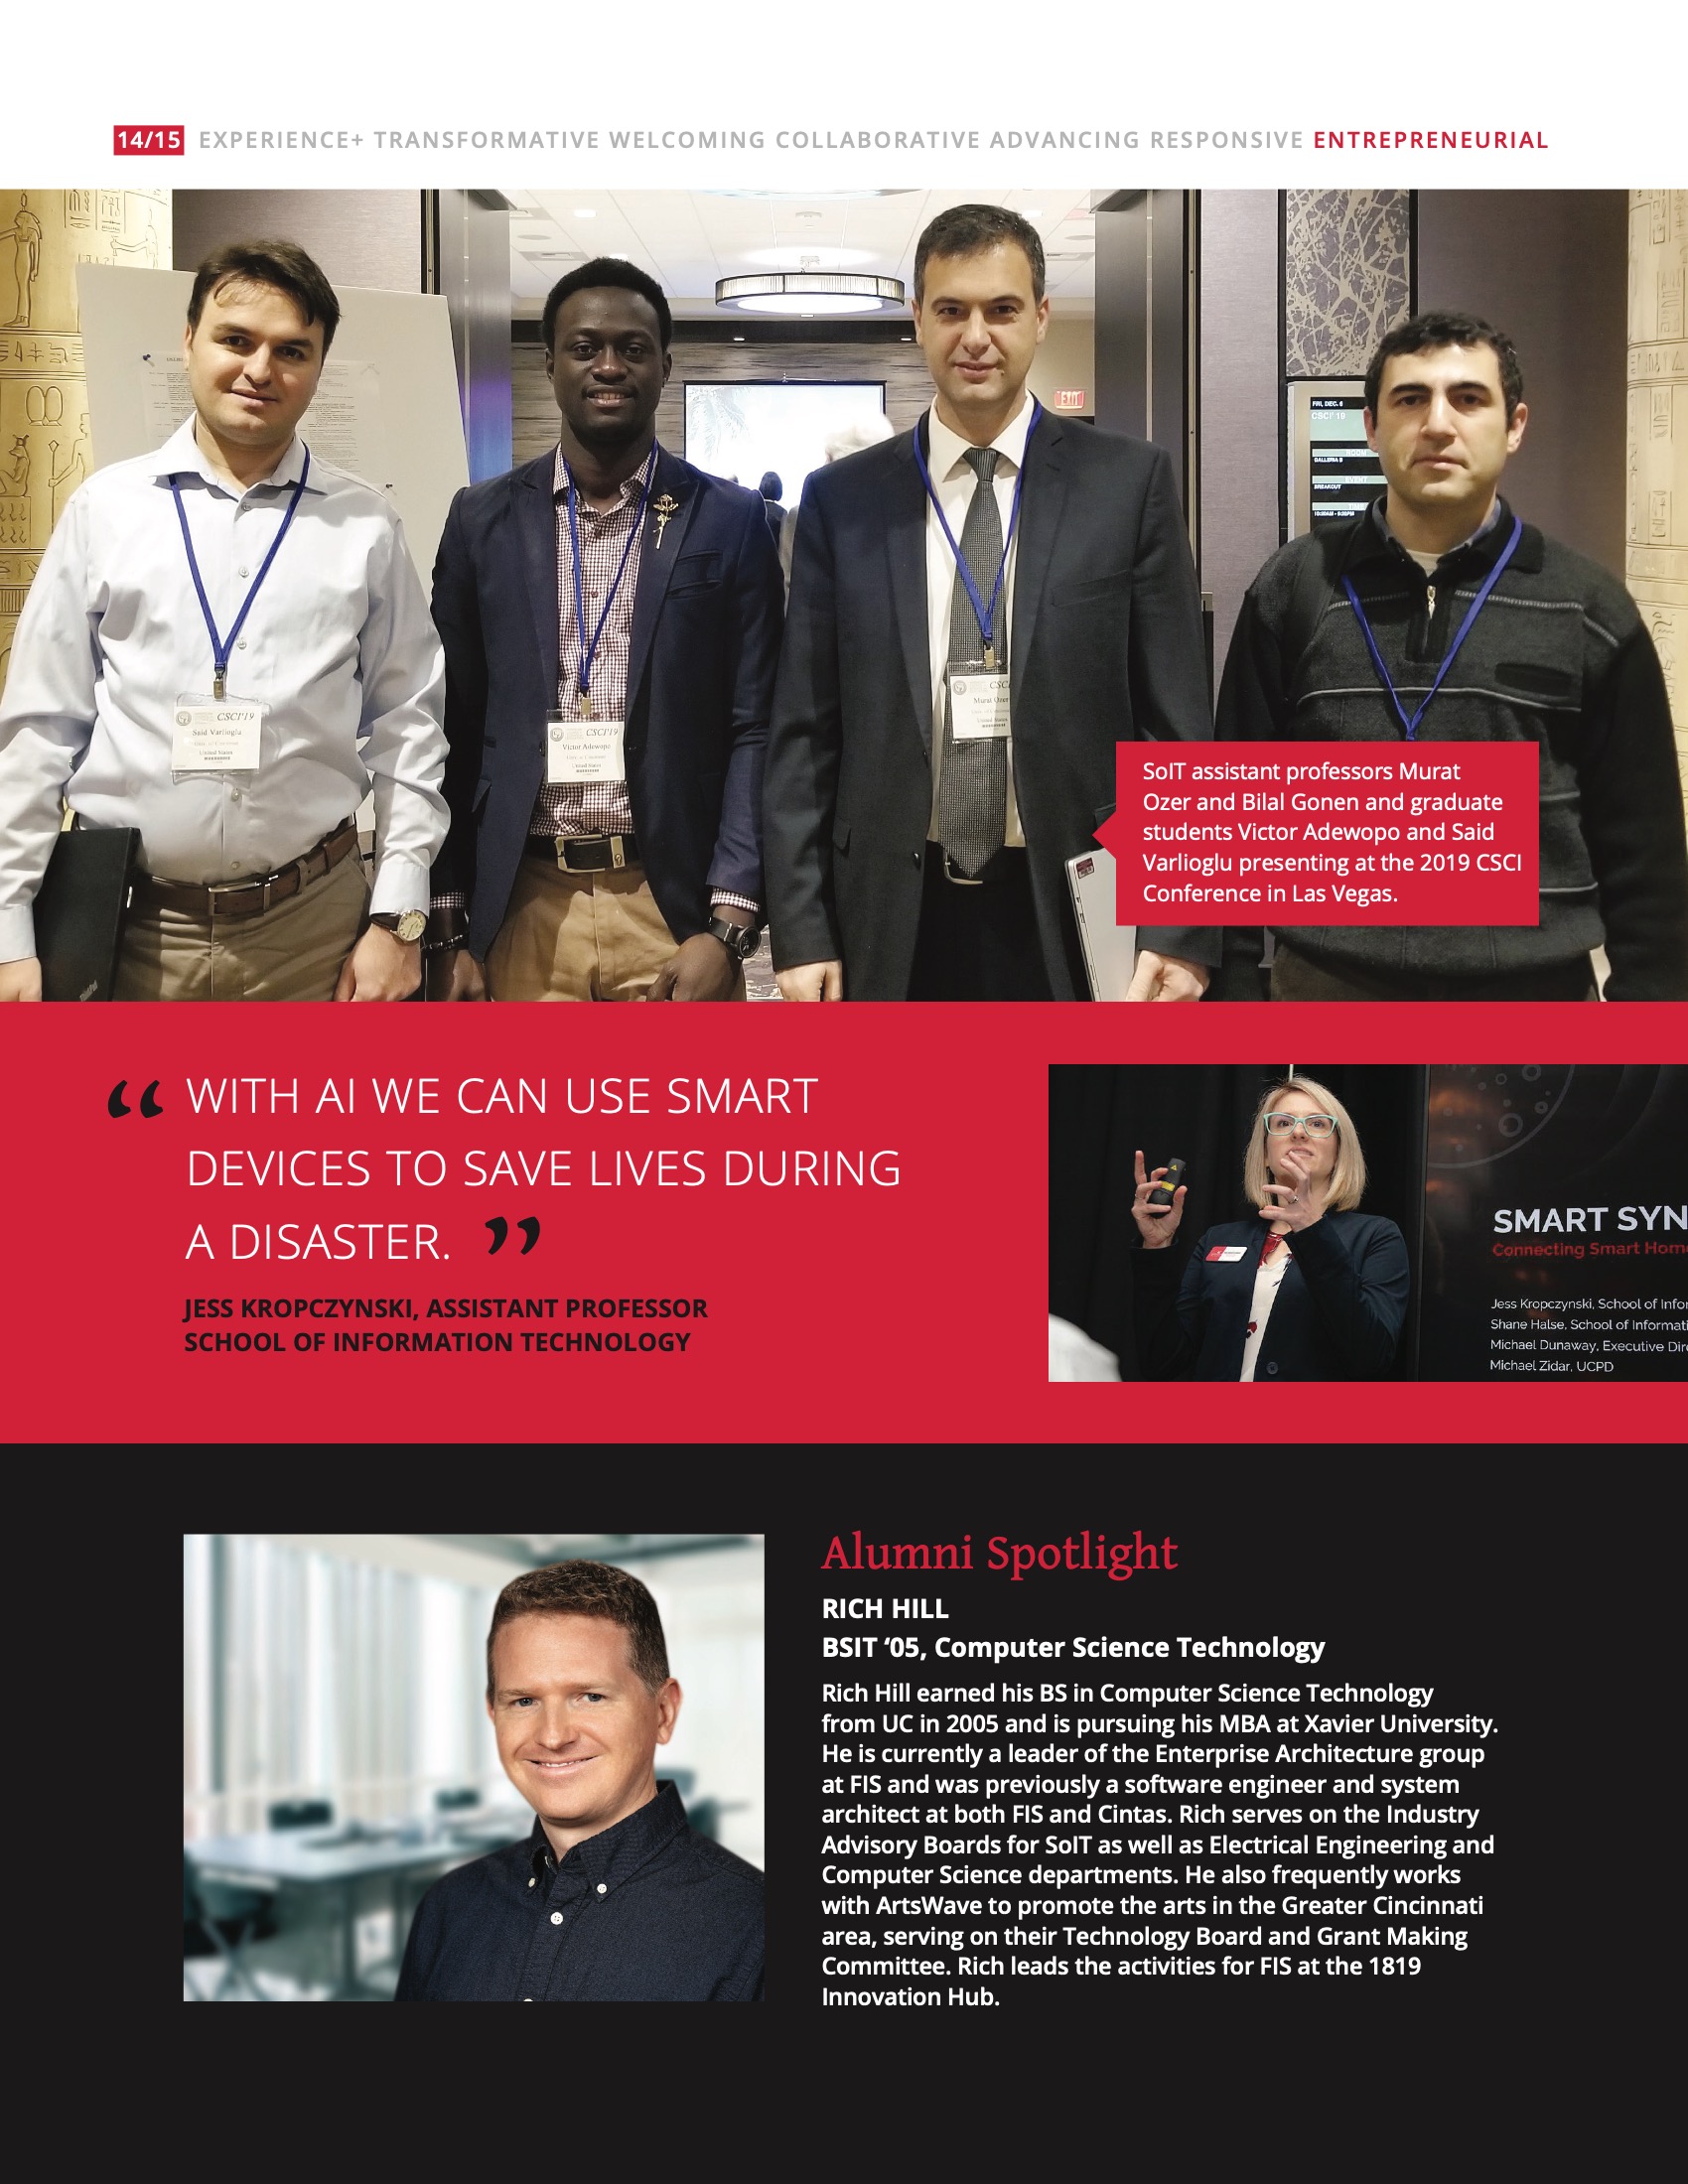 14/15 EXPERIENCE+ TRANSFORMATIVE WELCOMING COLLABORATIVE ADVANCING RESPONSIVE ENTREPRENEURIAL
EXIT
FRI, DEC. 6
CSCI'19
ROOM
GALLERIA B
EVENT
BREAKOUT
TIME
CSCI'19
Said Varlioglu
United States
CSCI'19
Victor Adewopo
United States
CSCI
Murat Ozer
United States
ThinkPad
SoIT assistant professors Murat
Ozer and Bilal Gonen and graduate
students Victor Adewopo and Said
Varlioglu presenting at the 2019 CSCI
Conference in Las Vegas.
“ WITH AI WE CAN USE SMART
DEVICES TO SAVE LIVES DURING
A DISASTER. ”
JESS KROPCZYNSKI, ASSISTANT PROFESSOR
SCHOOL OF INFORMATION TECHNOLOGY
SMART SYN
Connecting Smart Hom
Jess Kropczynski, School of Infor
Shane Halse, School of Informati
Michael Dunaway, Executive Dire
Michael Zidar, UCPD
Alumni Spotlight
RICH HILL
BSIT ‘05, Computer Science Technology
Rich Hill earned his BS in Computer Science Technology
from UC in 2005 and is pursuing his MBA at Xavier University.
He is currently a leader of the Enterprise Architecture group
at FIS and was previously a software engineer and system
architect at both FIS and Cintas. Rich serves on the Industry
Advisory Boards for SoIT as well as Electrical Engineering and
Computer Science departments. He also frequently works
with ArtsWave to promote the arts in the Greater Cincinnati
area, serving on their Technology Board and Grant Making
Committee. Rich leads the activities for FIS at the 1819
Innovation Hub.